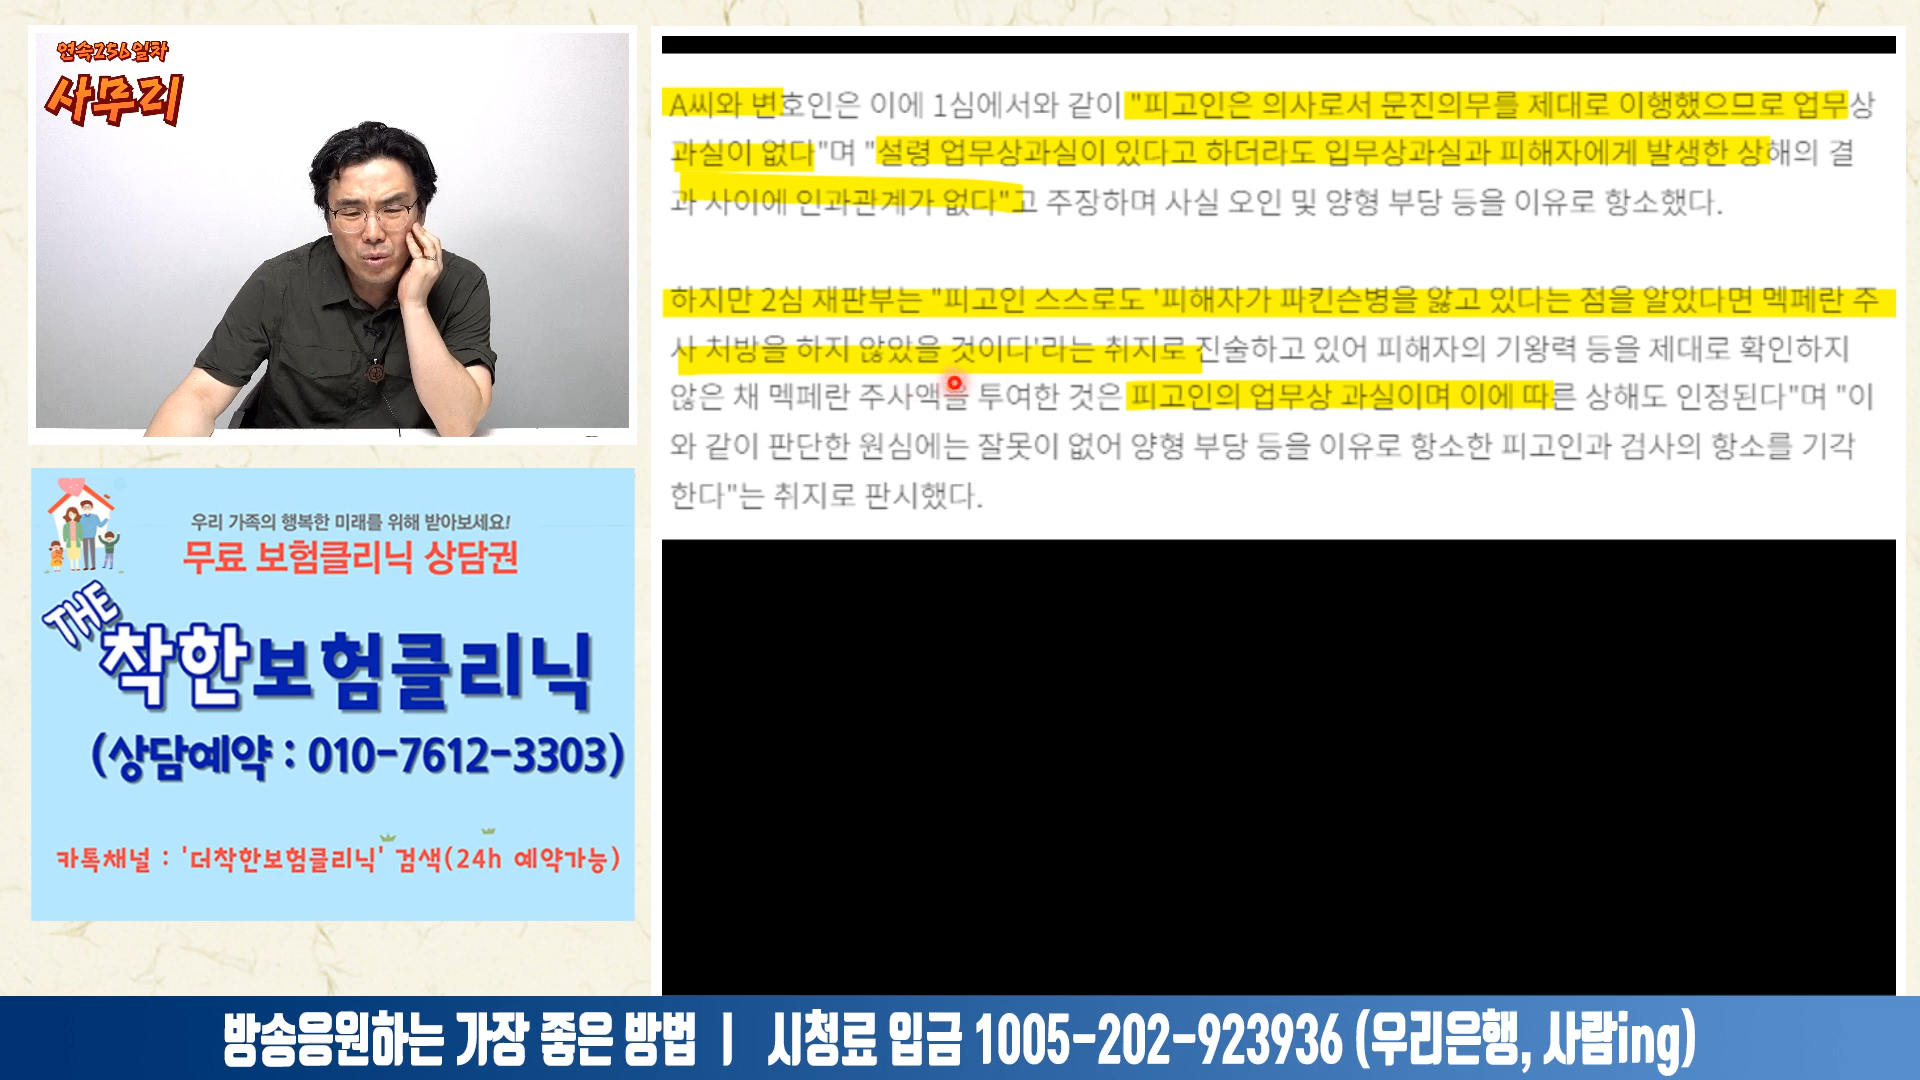 연속256일차
사무리
A씨와 변호인은 이에 1심에서와 같이 "피고인은 의사로서 문진의무를 제대로 이행했으므로 업무상
과실이 없다"며 "설령 업무상과실이 있다고 하더라도 입무상과실과 피해자에게 발생한 상해의 결
과 사이에 인과관계가 없다"고 주장하며 사실 오인 및 양형 부당 등을 이유로 항소했다.
하지만 2심 재판부는 "피고인 스스로도 '피해자가 파킨슨병을 앓고 있다는 점을 알았다면 멕페란 주
사 처방을 하지 않았을 것이다'라는 취지로 진술하고 있어 피해자의 기왕력 등을 제대로 확인하지
않은 채 멕페란 주사액을 투여한 것은 피고인의 업무상 과실이며 이에 따른 상해도 인정된다"며 "이
와 같이 판단한 원심에는 잘못이 없어 양형 부당 등을 이유로 항소한 피고인과 검사의 항소를 기각
한다"는 취지로 판시했다.
우리 가족의 행복한 미래를 위해 받아보세요!
무료 보험클리닉 상담권
THE
착한보험클리닉
(상담예약 : 010-7612-3303)
카톡채널 : '더착한보험클리닉' 검색(24h 예약가능)
방송응원하는 가장 좋은 방법 ㅣ 시청료 입금 1005-202-923936 (우리은행, 사람ing)